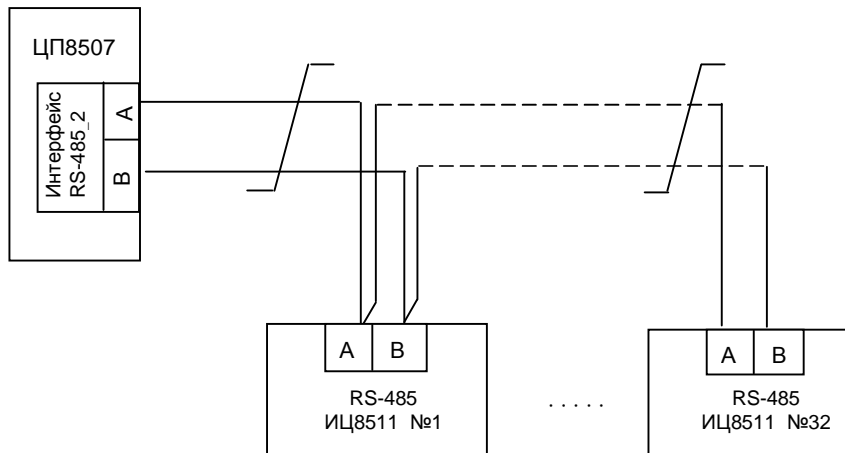 ЦП8507
Интерфейс
RS-485_2
A
B
A
B
RS-485
ИЦ8511 №1
. . . . .
A
B
RS-485
ИЦ8511 №32